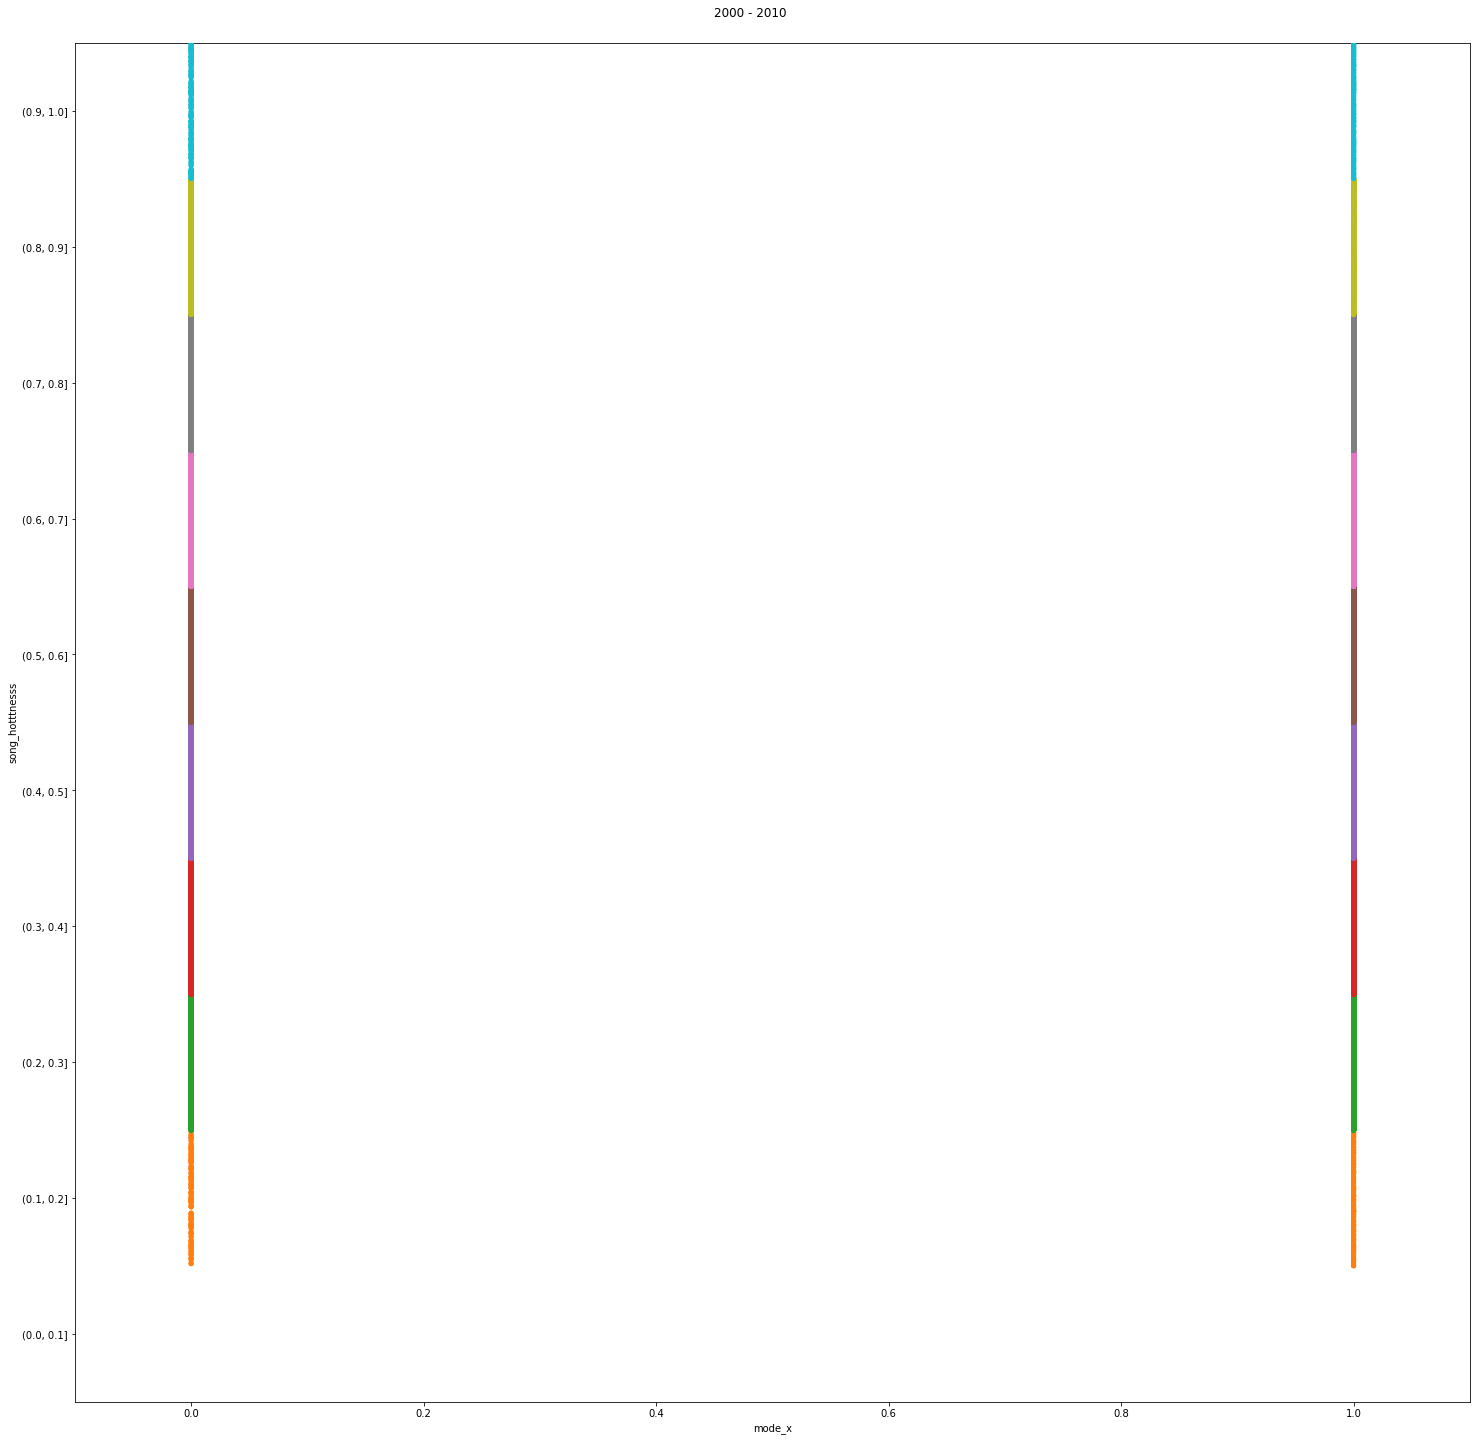 2000 - 2010
(0.9, 1.0]
(0.8, 0.9]
(0.7, 0.8]
(0.6, 0.7]
(0.5, 0.6]
(0.4, 0.5]
(0.3, 0.4]
(0.2, 0.3]
(0.1, 0.2]
(0.0, 0.1]
song_hotttnesss
0.0 0.2 0.4 0.6 0.8 1.0
mode_x